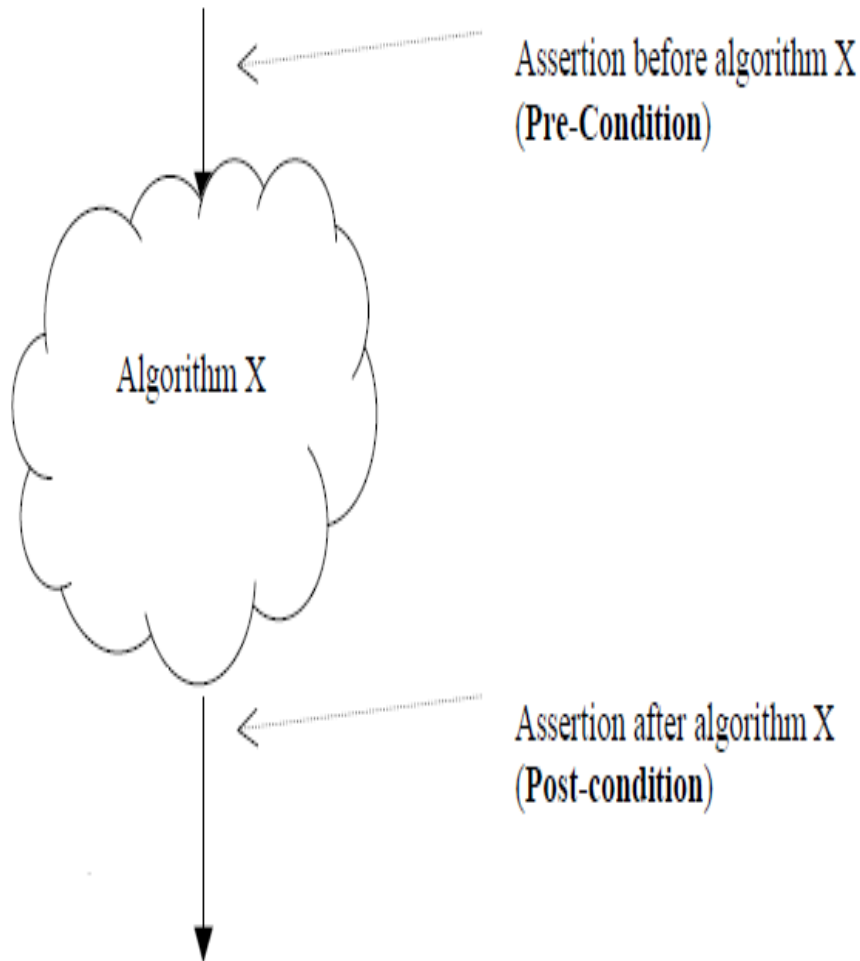 Assertion before algorithm X
(Pre-Condition)
Algorithm X
Assertion after algorithm X
(Post-condition)